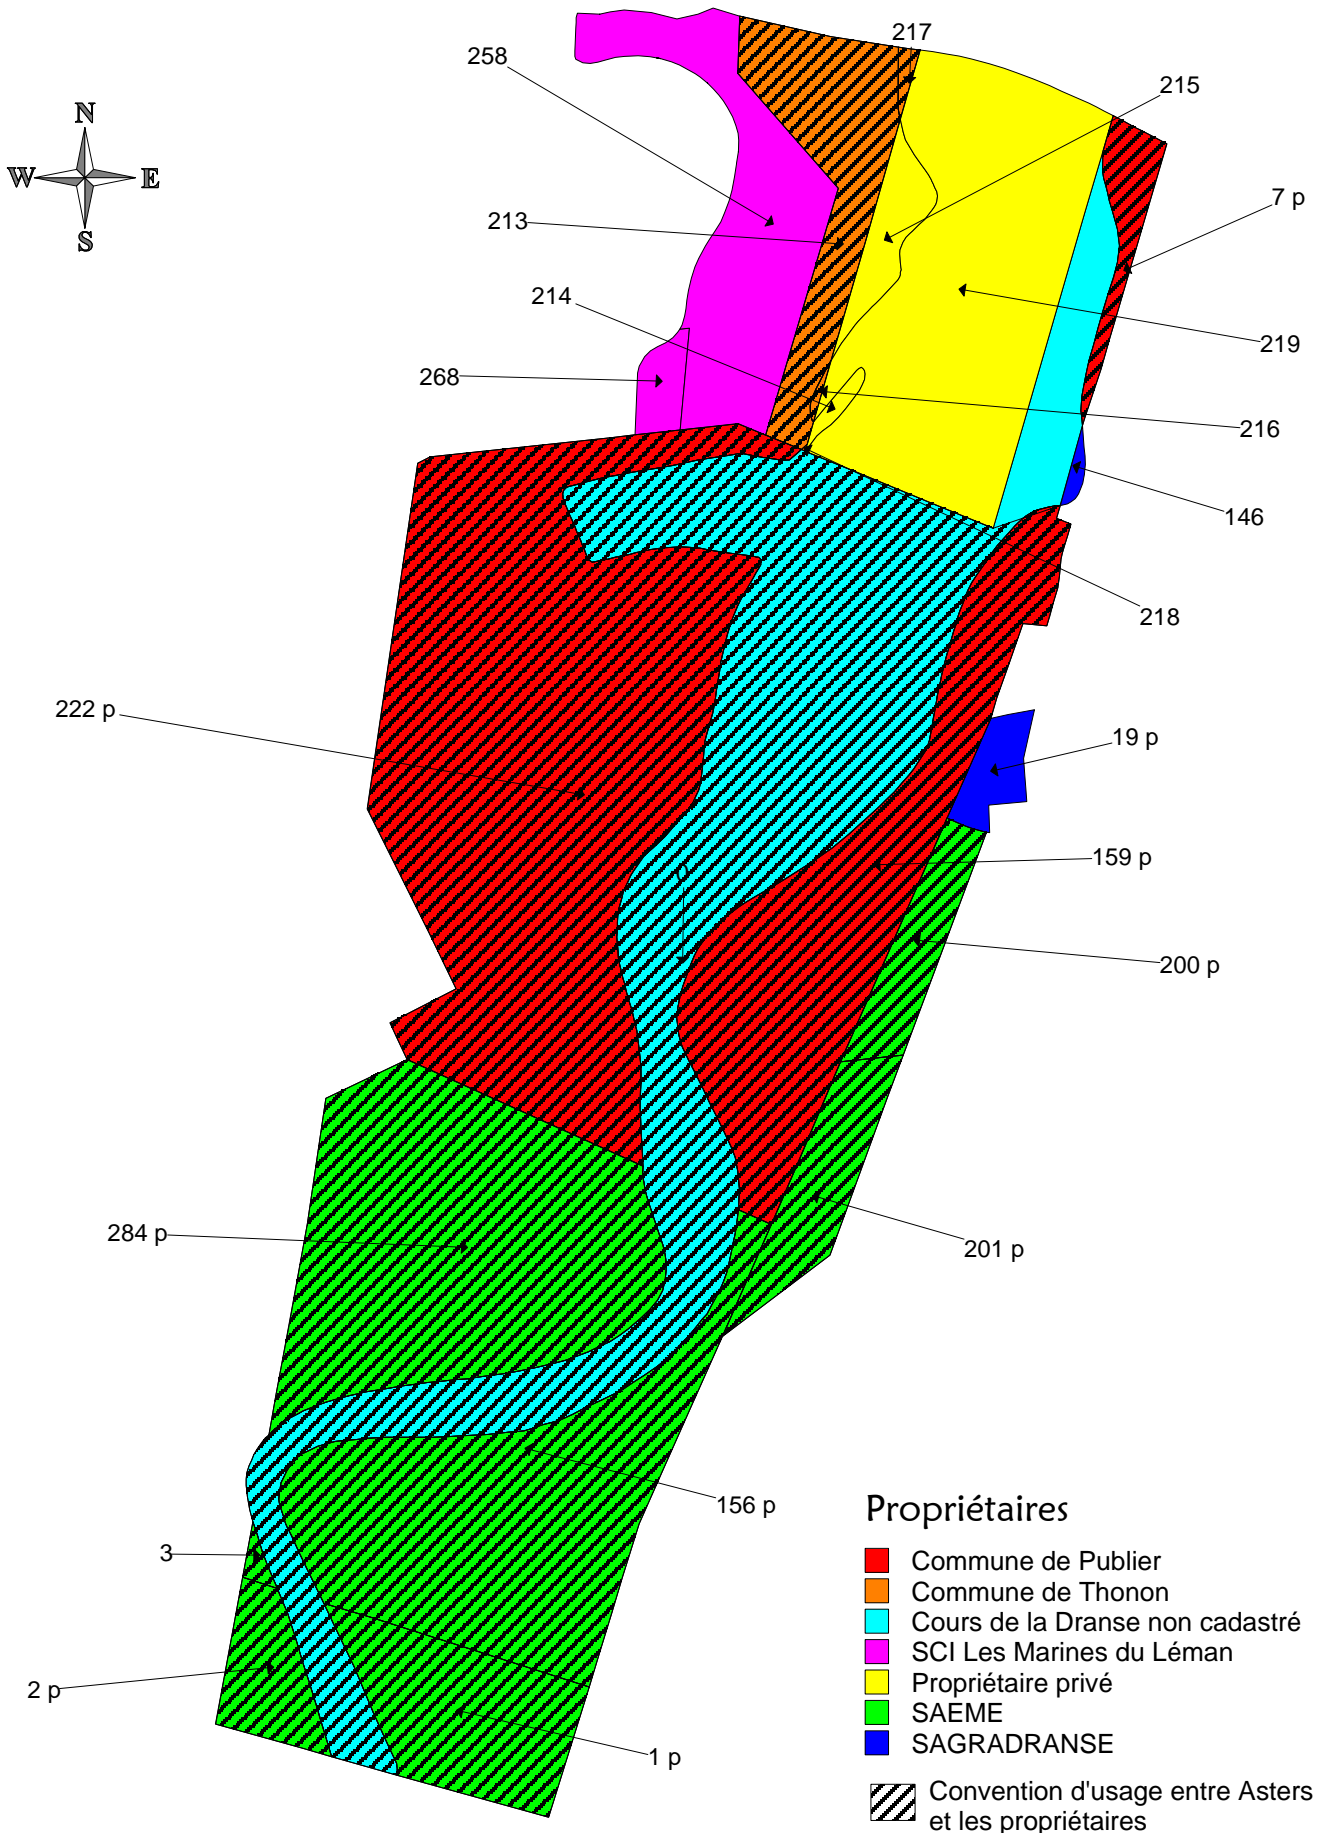 217
258
215
N
W
E
S
7 p
213
214
219
268
216
146
218
222 p
19 p
159 p
0
200 p
284 p
201 p
156 p
3
2 p
1 p
Propriétaires
Commune de Publier
Commune de Thonon
Cours de la Dranse non cadastré
SCI Les Marines du Léman
Propriétaire privé
SAEME
SAGRADRANSE
Convention d'usage entre Asters
et les propriétaires